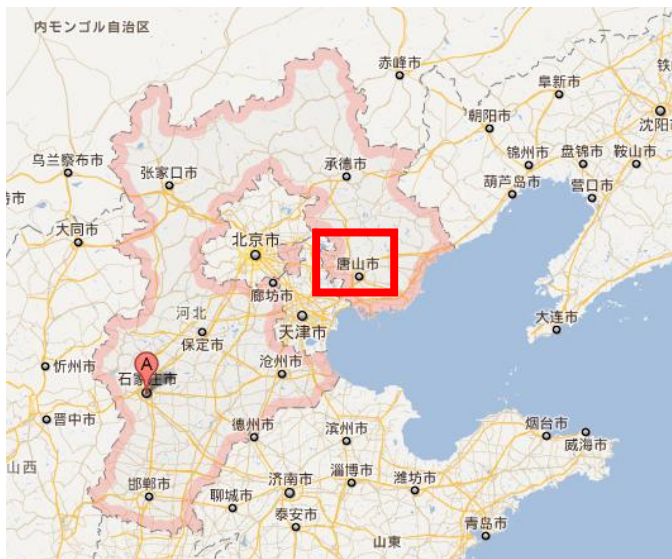 内モンゴル自治区
赤峰市
阜新市
朝阳市
沈阳市
乌兰察布市
张家口市
承德市
锦州市
盘锦市
鞍山市
葫芦岛市
营口市
大同市
北京市
唐山市
廊坊市
河北
天津市
大连市
保定市
忻州市
A
石家庄市
沧州市
晋中市
德州市
滨州市
烟台市
威海市
山西
邯郸市
聊城市
济南市
淄博市
潍坊市
泰安市
青岛市
山東